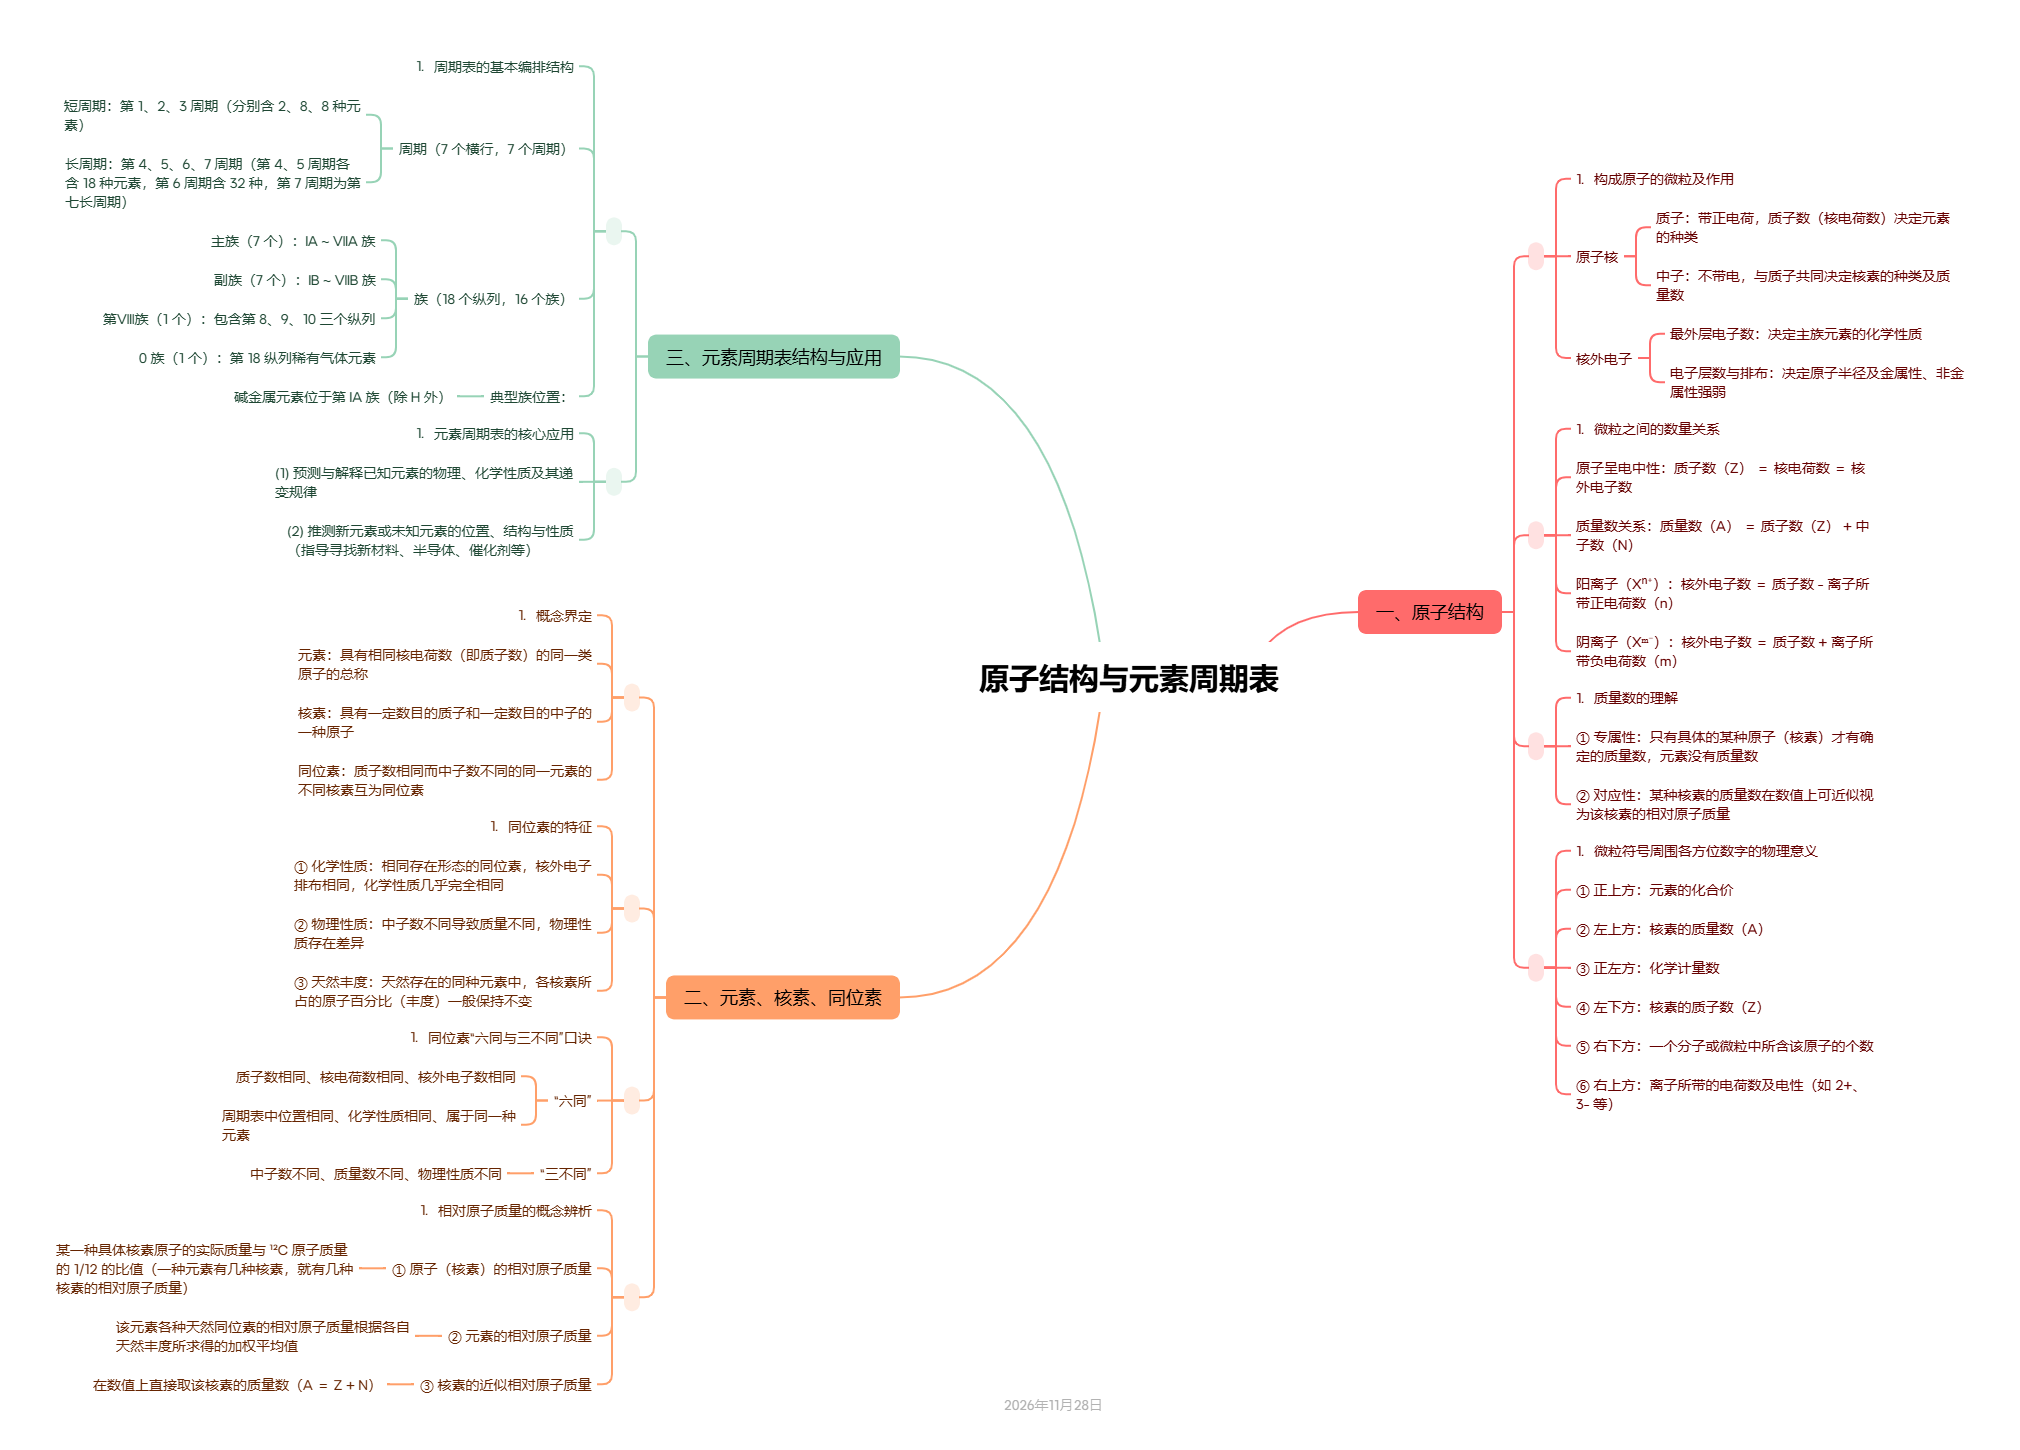 原子结构与元素周期表
一、原子结构
1. 构成原子的微粒及作用
原子核
质子：带正电荷，质子数（核电荷数）决定元素
的种类
中子：不带电，与质子共同决定核素的种类及质
量数
核外电子
最外层电子数：决定主族元素的化学性质
电子层数与排布：决定原子半径及金属性、非金
属性强弱
1. 微粒之间的数量关系
原子呈电中性：质子数（Z） = 核电荷数 = 核
外电子数
质量数关系：质量数（A） = 质子数（Z）+ 中
子数（N）
阳离子（Xⁿ⁺）：核外电子数 = 质子数 - 离子所
带正电荷数（n）
阴离子（Xᵐ⁻）：核外电子数 = 质子数 + 离子所
带负电荷数（m）
1. 质量数的理解
① 专属性：只有具体的某种原子（核素）才有确
定的质量数，元素没有质量数
② 对应性：某种核素的质量数在数值上可近似视
为该核素的相对原子质量
1. 微粒符号周围各方位数字的物理意义
① 正上方：元素的化合价
② 左上方：核素的质量数（A）
③ 正左方：化学计量数
④ 左下方：核素的质子数（Z）
⑤ 右下方：一个分子或微粒中所含该原子的个数
⑥ 右上方：离子所带的电荷数及电性（如 2+、
3- 等）
二、元素、核素、同位素
1. 概念界定
元素：具有相同核电荷数（即质子数）的同一类
原子的总称
核素：具有一定数目的质子和一定数目的中子的
一种原子
同位素：质子数相同而中子数不同的同一元素的
不同核素互为同位素
1. 同位素的特征
① 化学性质：相同存在形态的同位素，核外电子
排布相同，化学性质几乎完全相同
② 物理性质：中子数不同导致质量不同，物理性
质存在差异
③ 天然丰度：天然存在的同种元素中，各核素所
占的原子百分比（丰度）一般保持不变
1. 同位素“六同与三不同”口诀
“六同”
质子数相同、核电荷数相同、核外电子数相同
周期表中位置相同、化学性质相同、属于同一种
元素
“三不同”
中子数不同、质量数不同、物理性质不同
1. 相对原子质量的概念辨析
① 原子（核素）的相对原子质量
某一种具体核素原子的实际质量与 ¹²C 原子质量
的 1/12 的比值（一种元素有几种核素，就有几种
核素的相对原子质量）
② 元素的相对原子质量
该元素各种天然同位素的相对原子质量根据各自
天然丰度所求得的加权平均值
③ 核素的近似相对原子质量
在数值上直接取该核素的质量数（A = Z + N）
三、元素周期表结构与应用
1. 周期表的基本编排结构
周期（7 个横行，7 个周期）
短周期：第 1、2、3 周期（分别含 2、8、8 种元
素）
长周期：第 4、5、6、7 周期（第 4、5 周期各
含 18 种元素，第 6 周期含 32 种，第 7 周期为第
七长周期）
族（18 个纵列，16 个族）
主族（7 个）：IA ~ VIIA 族
副族（7 个）：IB ~ VIIB 族
第VIII族（1 个）：包含第 8、9、10 三个纵列
0 族（1 个）：第 18 纵列稀有气体元素
典型族位置：
碱金属元素位于第 IA 族（除 H 外）
1. 元素周期表的核心应用
(1) 预测与解释已知元素的物理、化学性质及其递
变规律
(2) 推测新元素或未知元素的位置、结构与性质
（指导寻找新材料、半导体、催化剂等）
2026年11月28日